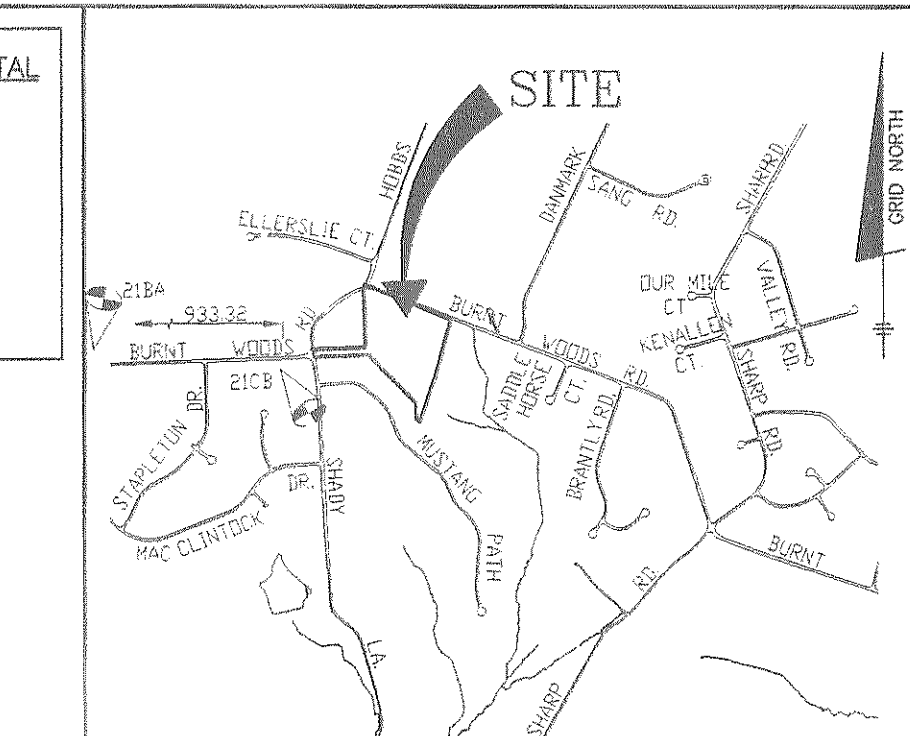 TAL
SITE
GRID NORTH
HOBBS
RD.
ELLERSLIE CT.
DANMARK
SANG RD.
SHARP RD.
21BA
933.32
BURNT WOODS
BURNT WOODS RD.
21CB
OUR MILE CT
KENALLEN CT.
VALLEY RD.
SHARP RD.
SADDLE HORSE CT.
BRANTLY RD.
STAPLETON DR.
MAC CLINTOCK DR.
SHADY LA.
MUSTANG PATH
BURNT
SHARP RD.